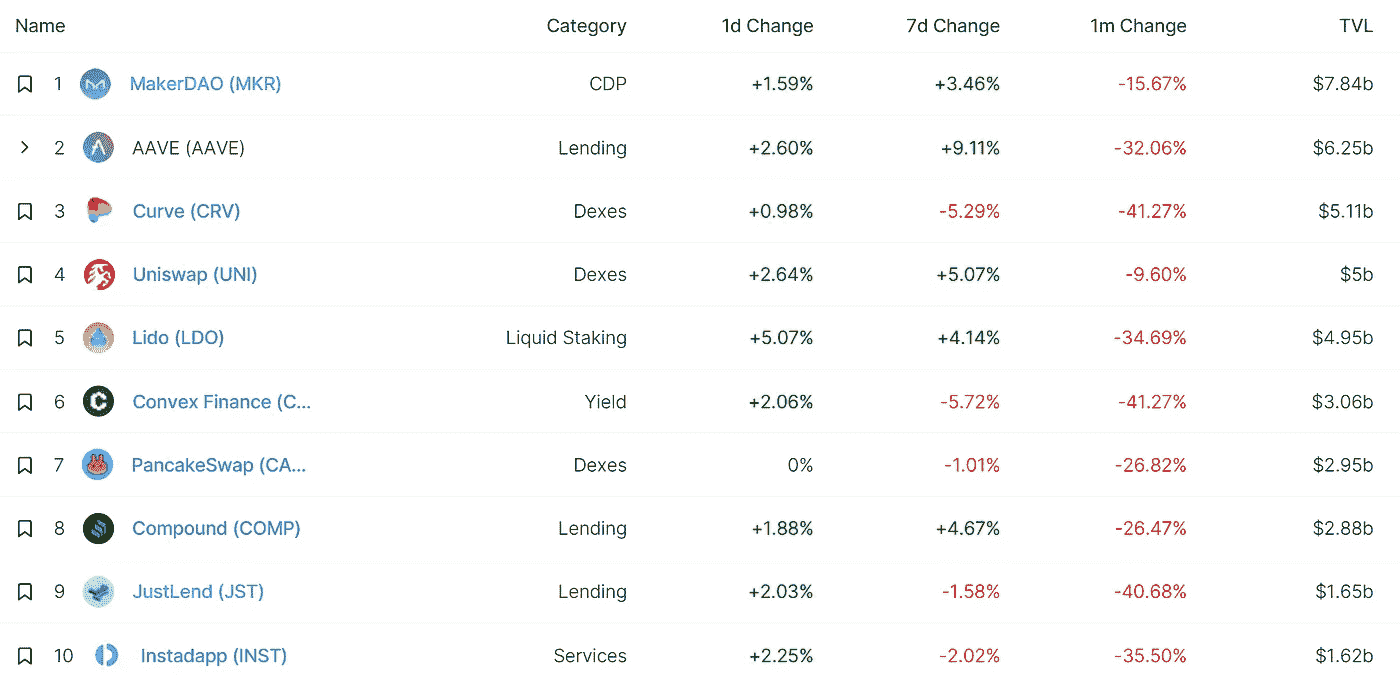 Name Category 1d Change 7d Change 1m Change TVL
1 MakerDAO (MKR) CDP +1.59% +3.46% -15.67% $7.84b
2 AAVE (AAVE) Lending +2.60% +9.11% -32.06% $6.25b
3 Curve (CRV) Dexes +0.98% -5.29% -41.27% $5.11b
4 Uniswap (UNI) Dexes +2.64% +5.07% -9.60% $5b
5 Lido (LDO) Liquid Staking +5.07% +4.14% -34.69% $4.95b
6 Convex Finance (C... Yield +2.06% -5.72% -41.27% $3.06b
7 PancakeSwap (CA... Dexes 0% -1.01% -26.82% $2.95b
8 Compound (COMP) Lending +1.88% +4.67% -26.47% $2.88b
9 JustLend (JST) Lending +2.03% -1.58% -40.68% $1.65b
10 Instadapp (INST) Services +2.25% -2.02% -35.50% $1.62b